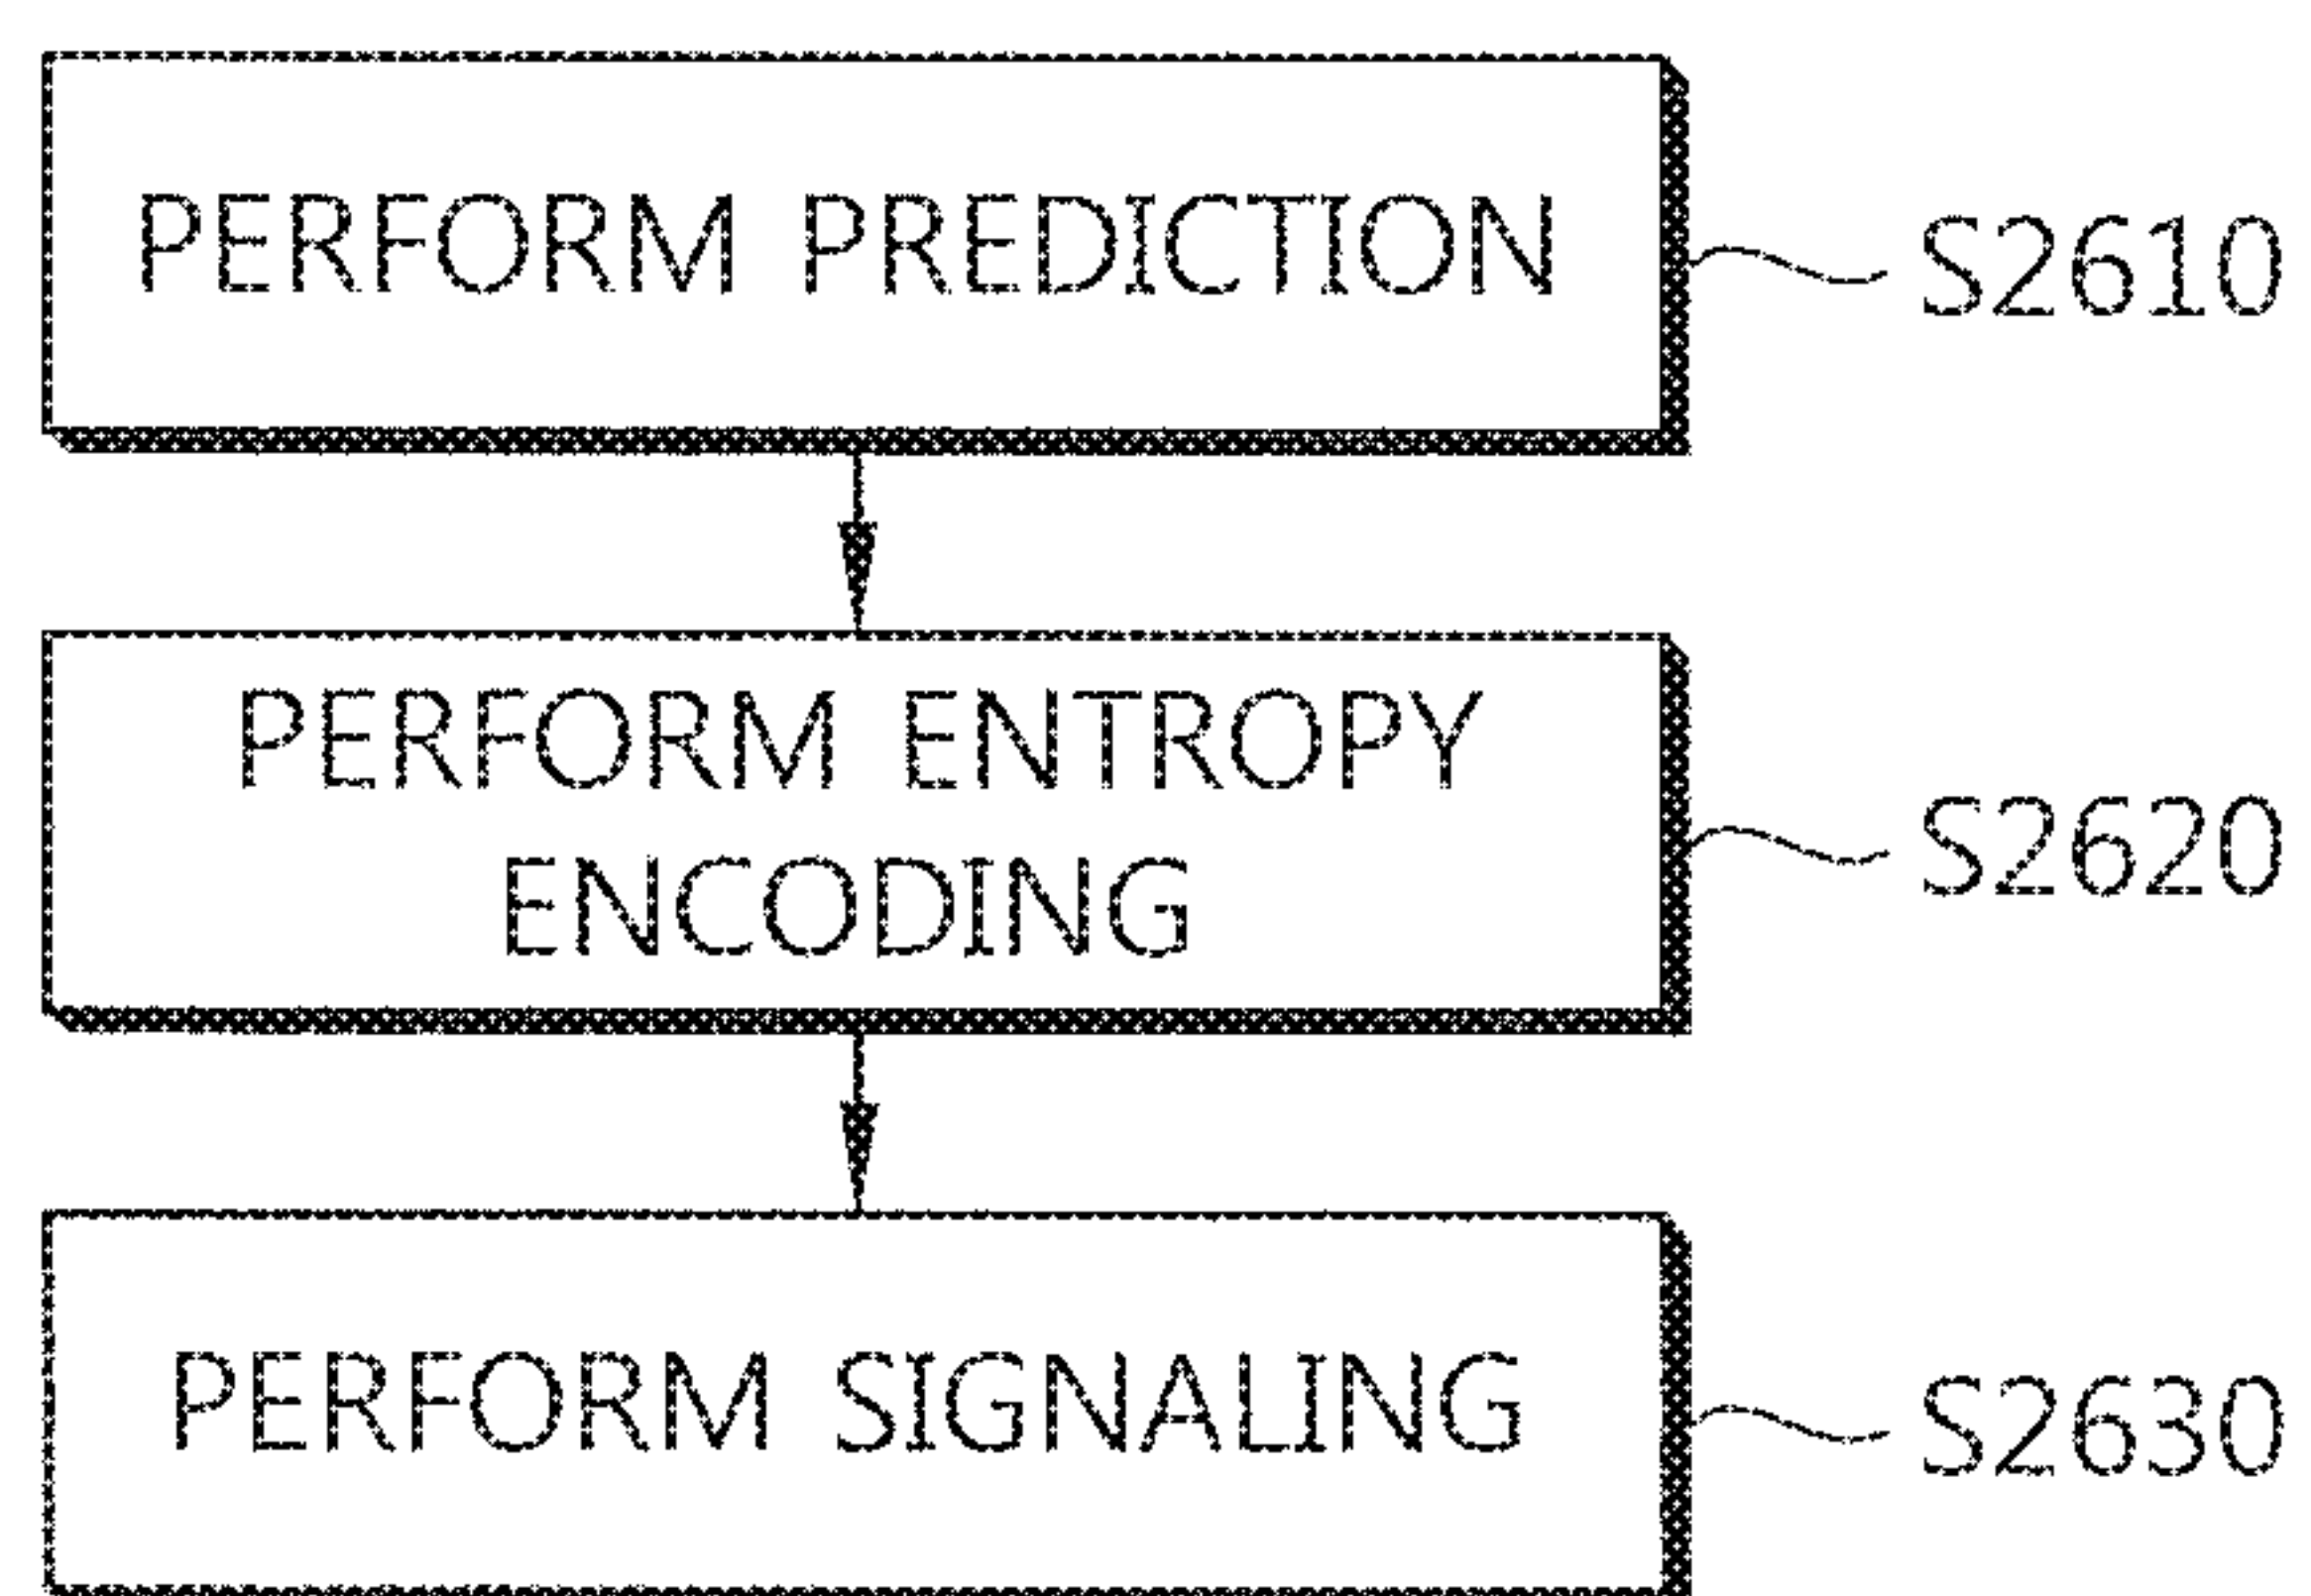 PERFORM PREDICTION
S2610
PERFORM ENTROPY
ENCODING
S2620
PERFORM SIGNALING
S2630